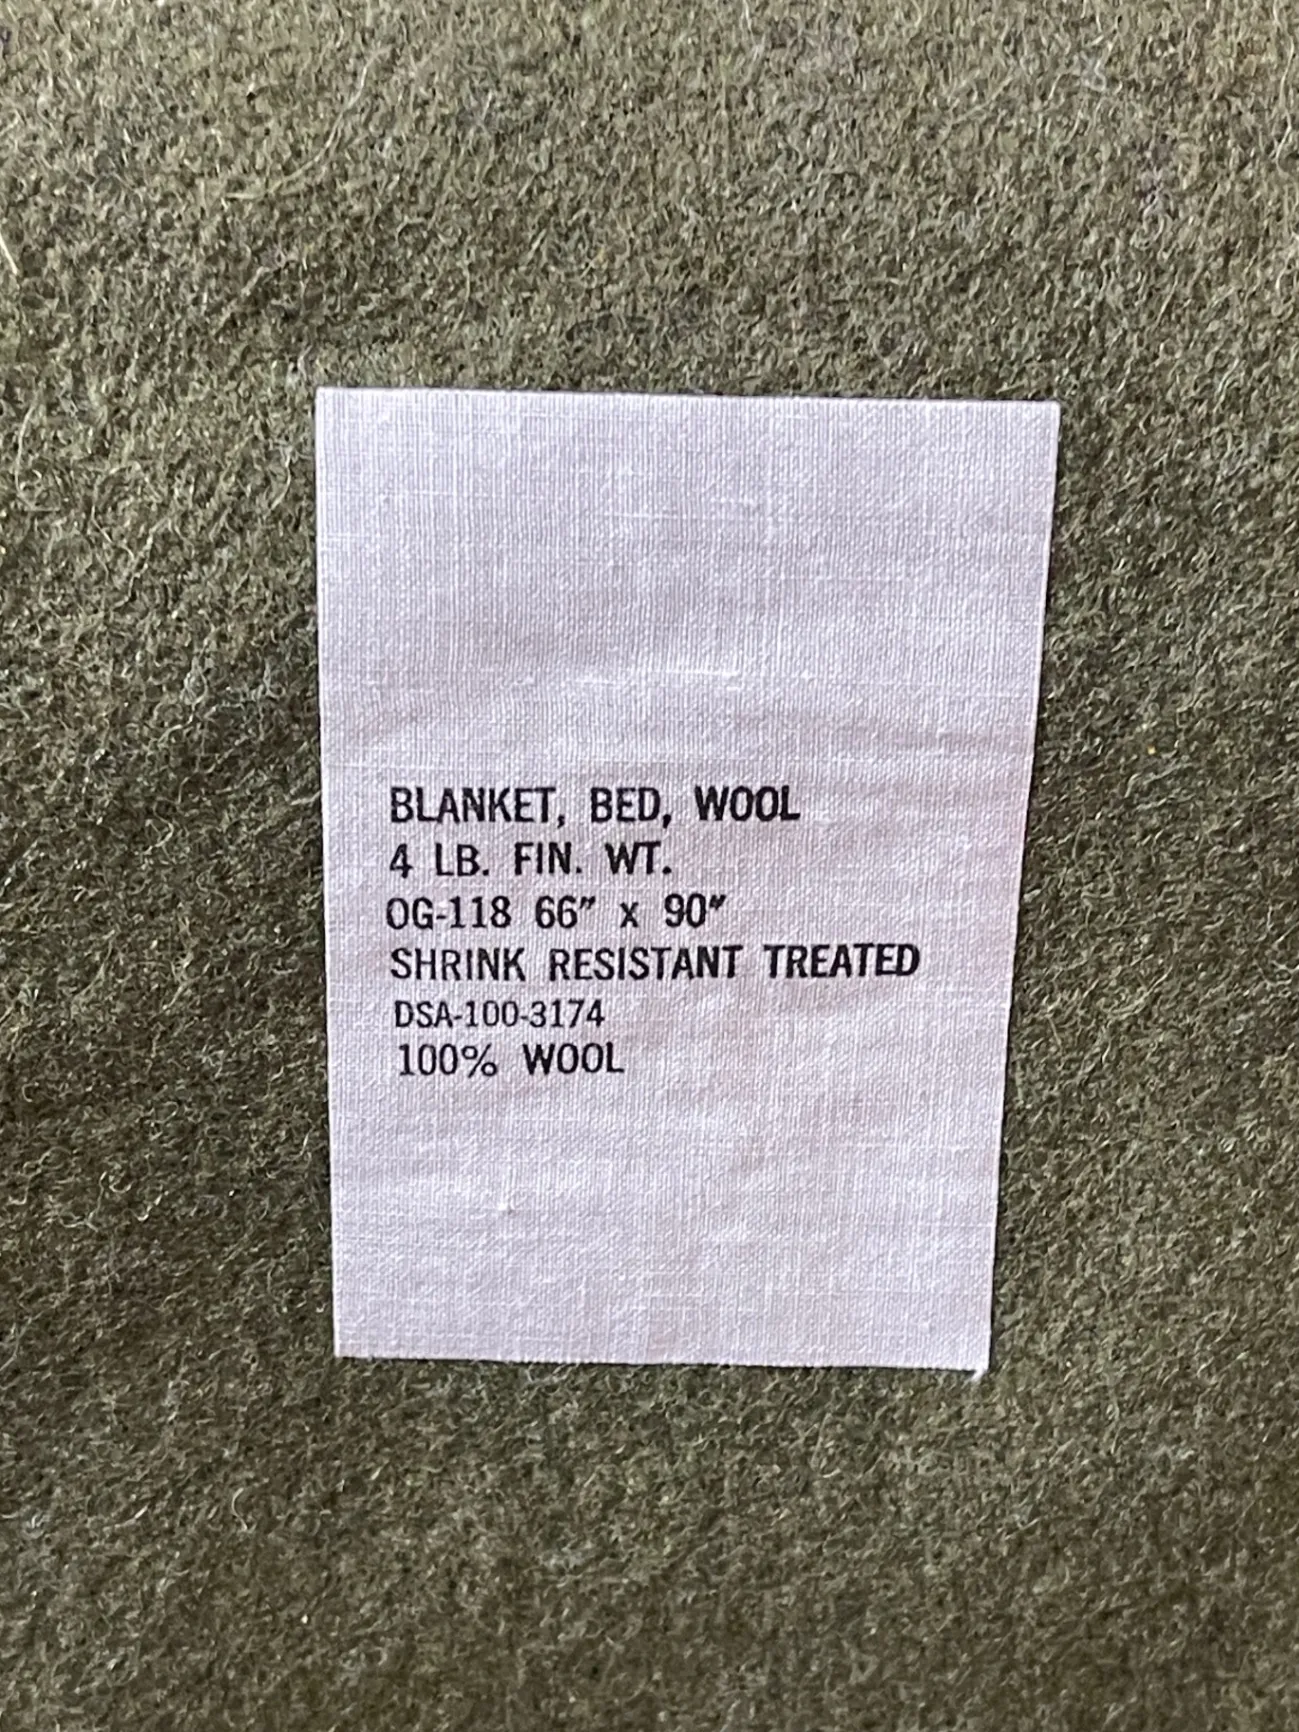 BLANKET, BED, WOOL
4 LB. FIN. WT.
OG-118 66" x 90"
SHRINK RESISTANT TREATED
DSA-100-3174
100% WOOL